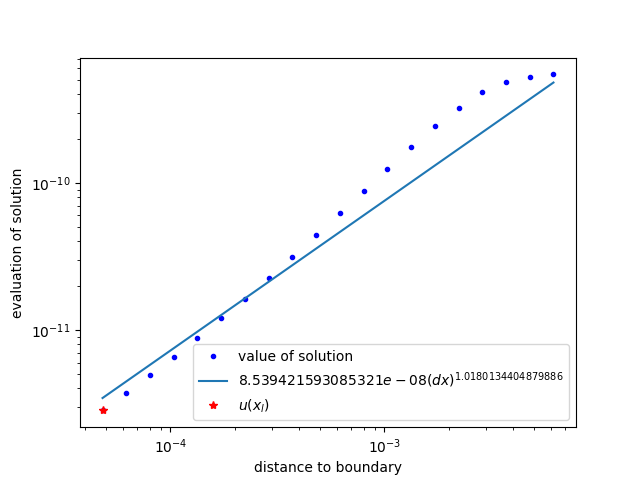 evaluation of solution
10⁻¹⁰
10⁻¹¹
value of solution
8.539421593085321e − 08(dx)^1.0180134404879886
u(x_l)
10⁻⁴
10⁻³
distance to boundary